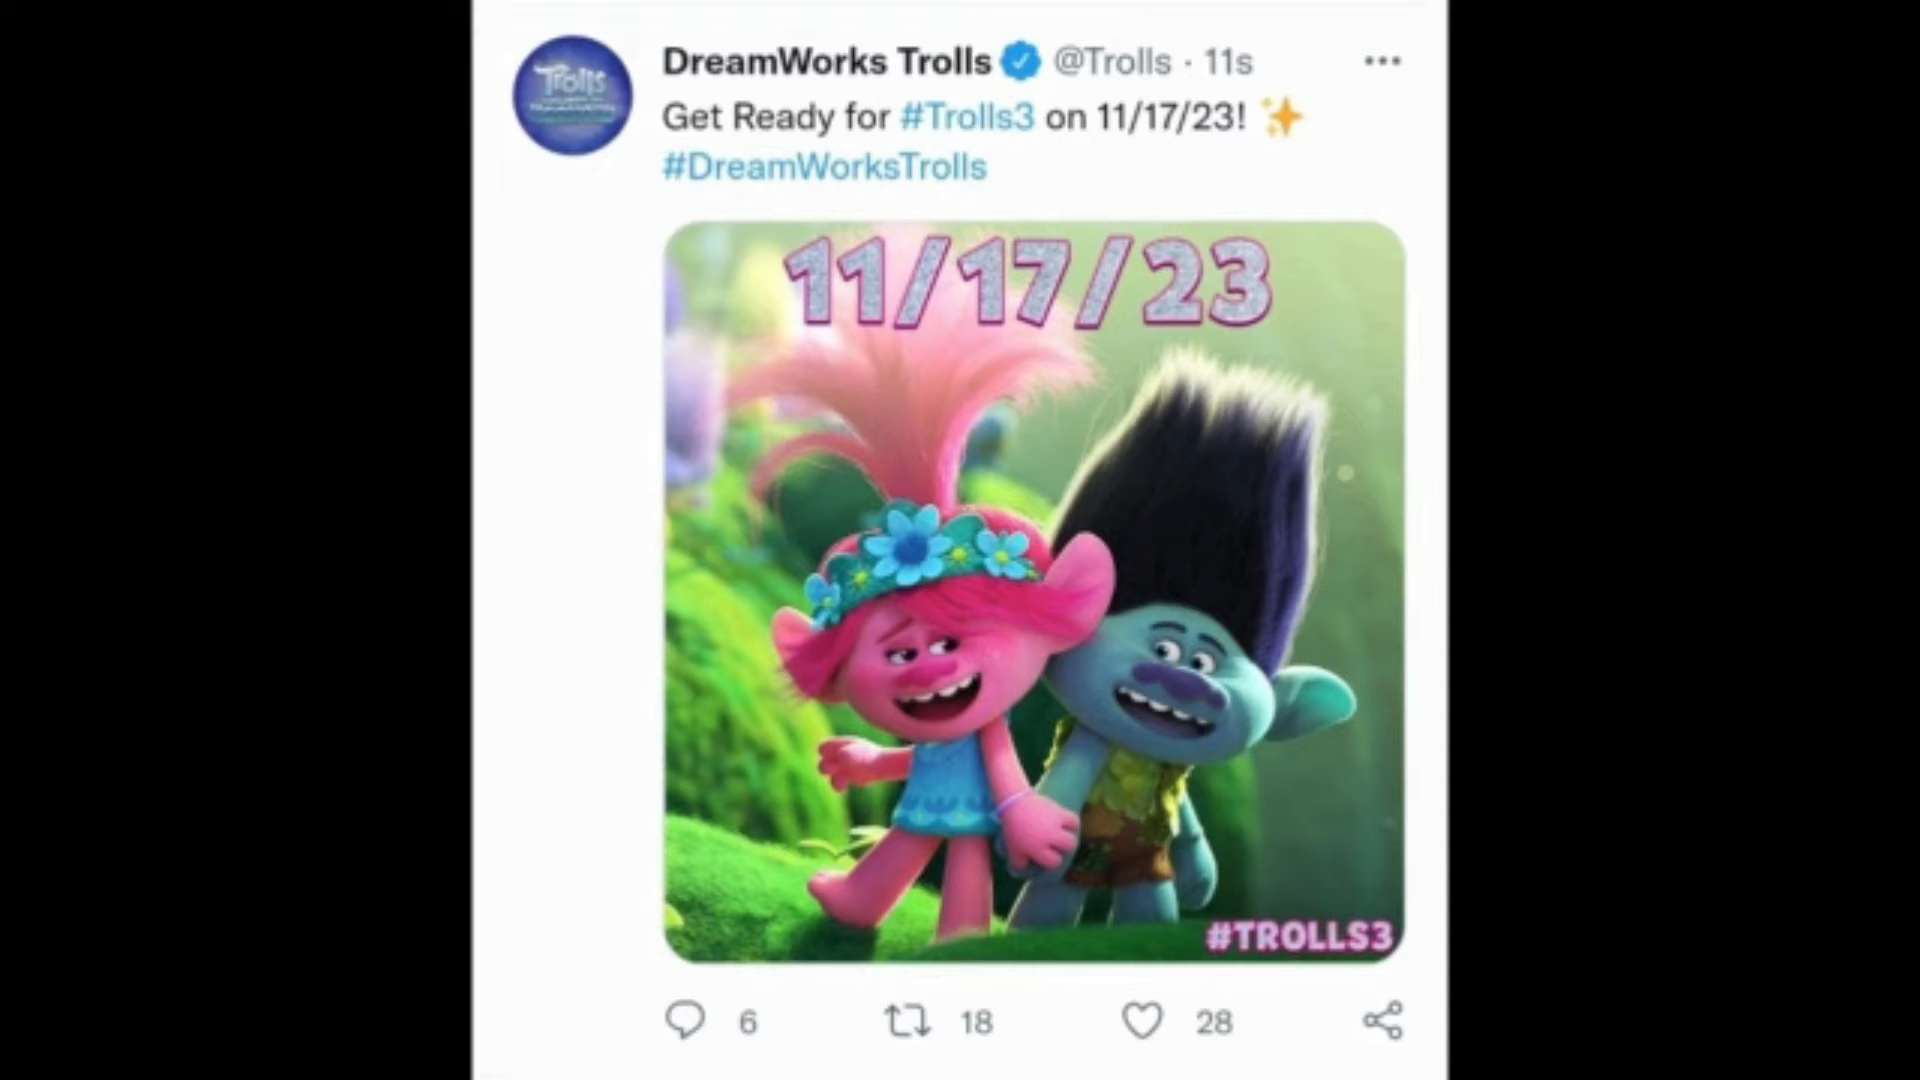 DreamWorks Trolls @Trolls · 11s
Get Ready for #Trolls3 on 11/17/23! ✨
#DreamWorksTrolls
Trolls
11/17/23
#TROLLS3
6 18 28